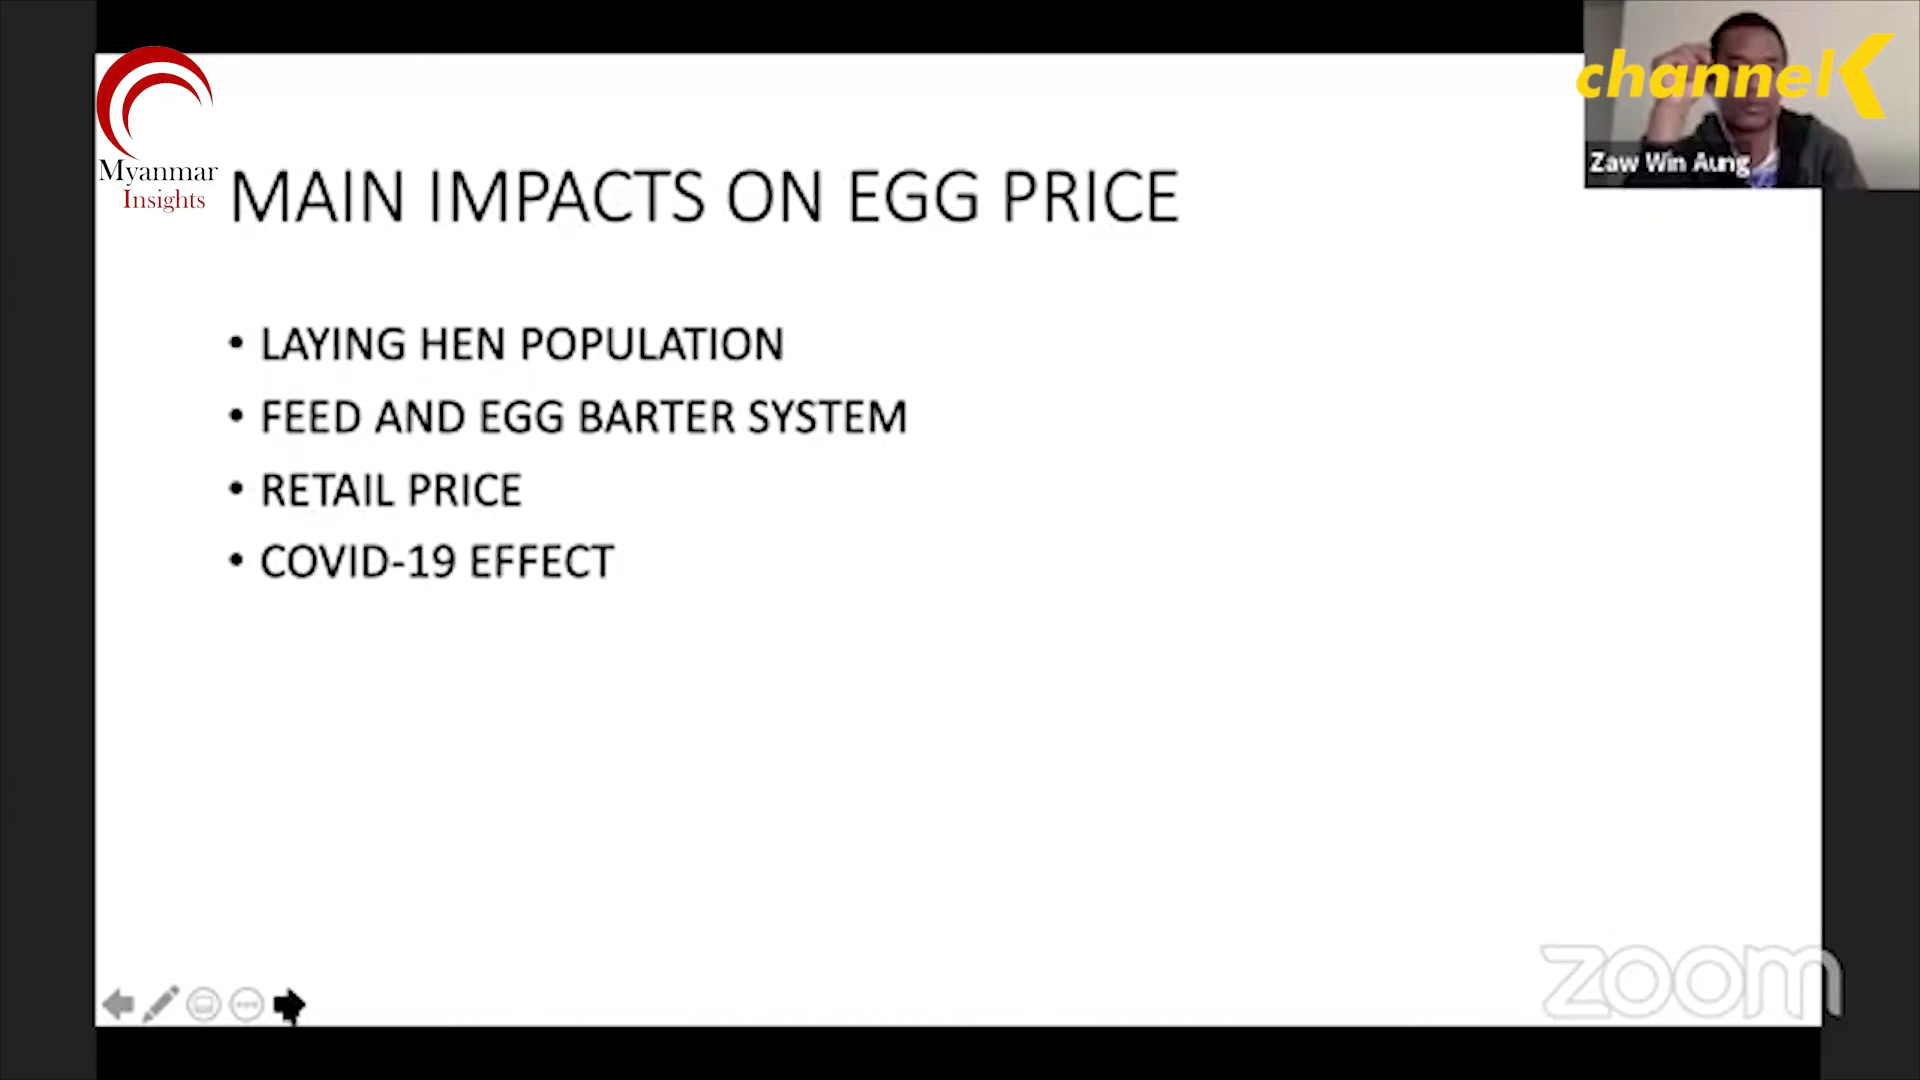 Myanmar
Insights
channelK
Zaw Win Aung
MAIN IMPACTS ON EGG PRICE
• LAYING HEN POPULATION
• FEED AND EGG BARTER SYSTEM
• RETAIL PRICE
• COVID-19 EFFECT
zoom